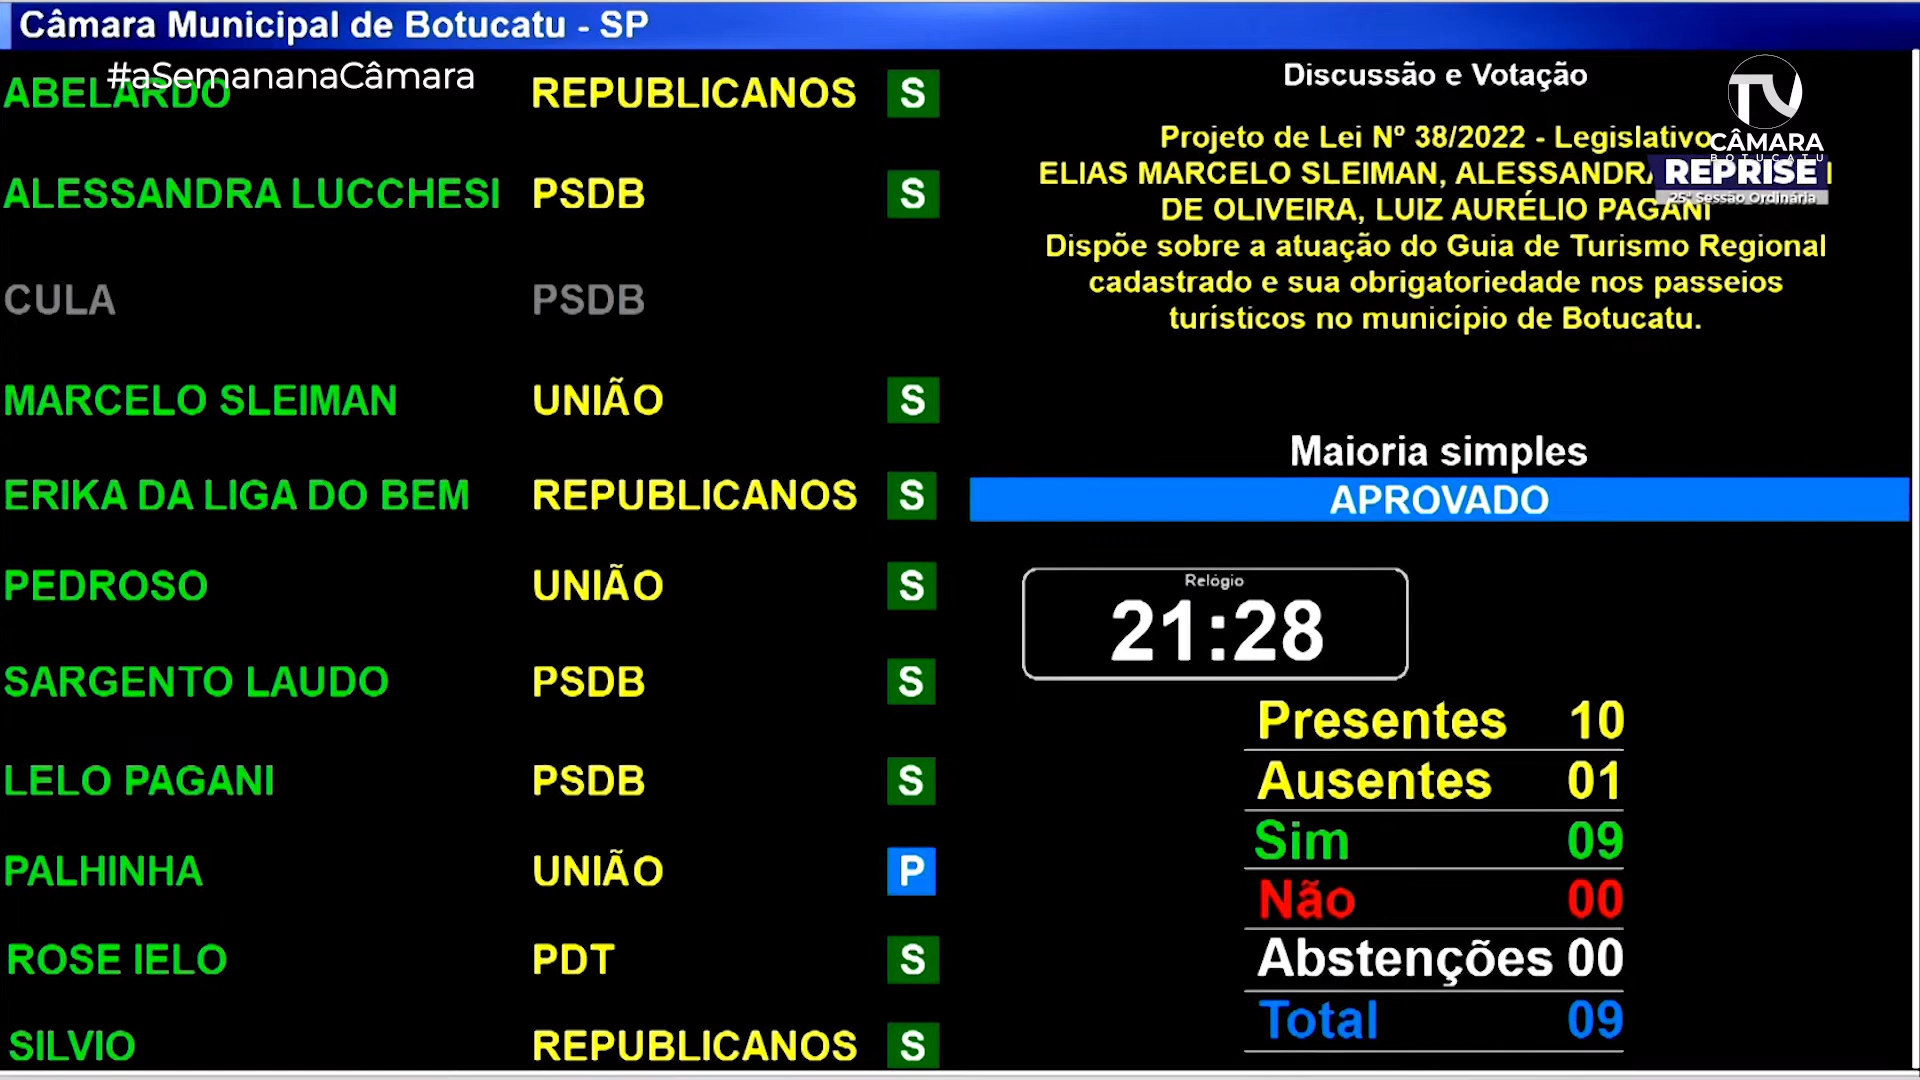 Câmara Municipal de Botucatu - SP
#aSemananaCâmara
ABELARDO REPUBLICANOS S
ALESSANDRA LUCCHESI PSDB S
CULA PSDB
MARCELO SLEIMAN UNIÃO S
ERIKA DA LIGA DO BEM REPUBLICANOS S
PEDROSO UNIÃO S
SARGENTO LAUDO PSDB S
LELO PAGANI PSDB S
PALHINHA UNIÃO P
ROSE IELO PDT S
SILVIO REPUBLICANOS S
Discussão e Votação
Projeto de Lei Nº 38/2022 - Legislativo
ELIAS MARCELO SLEIMAN, ALESSANDRA
DE OLIVEIRA, LUIZ AURÉLIO PAGANI
Dispõe sobre a atuação do Guia de Turismo Regional
cadastrado e sua obrigatoriedade nos passeios
turísticos no município de Botucatu.
TV
CÂMARA
BOTUCATU
REPRISE
25ª Sessão Ordinária
Maioria simples
APROVADO
Relógio
21:28
Presentes 10
Ausentes 01
Sim 09
Não 00
Abstenções 00
Total 09